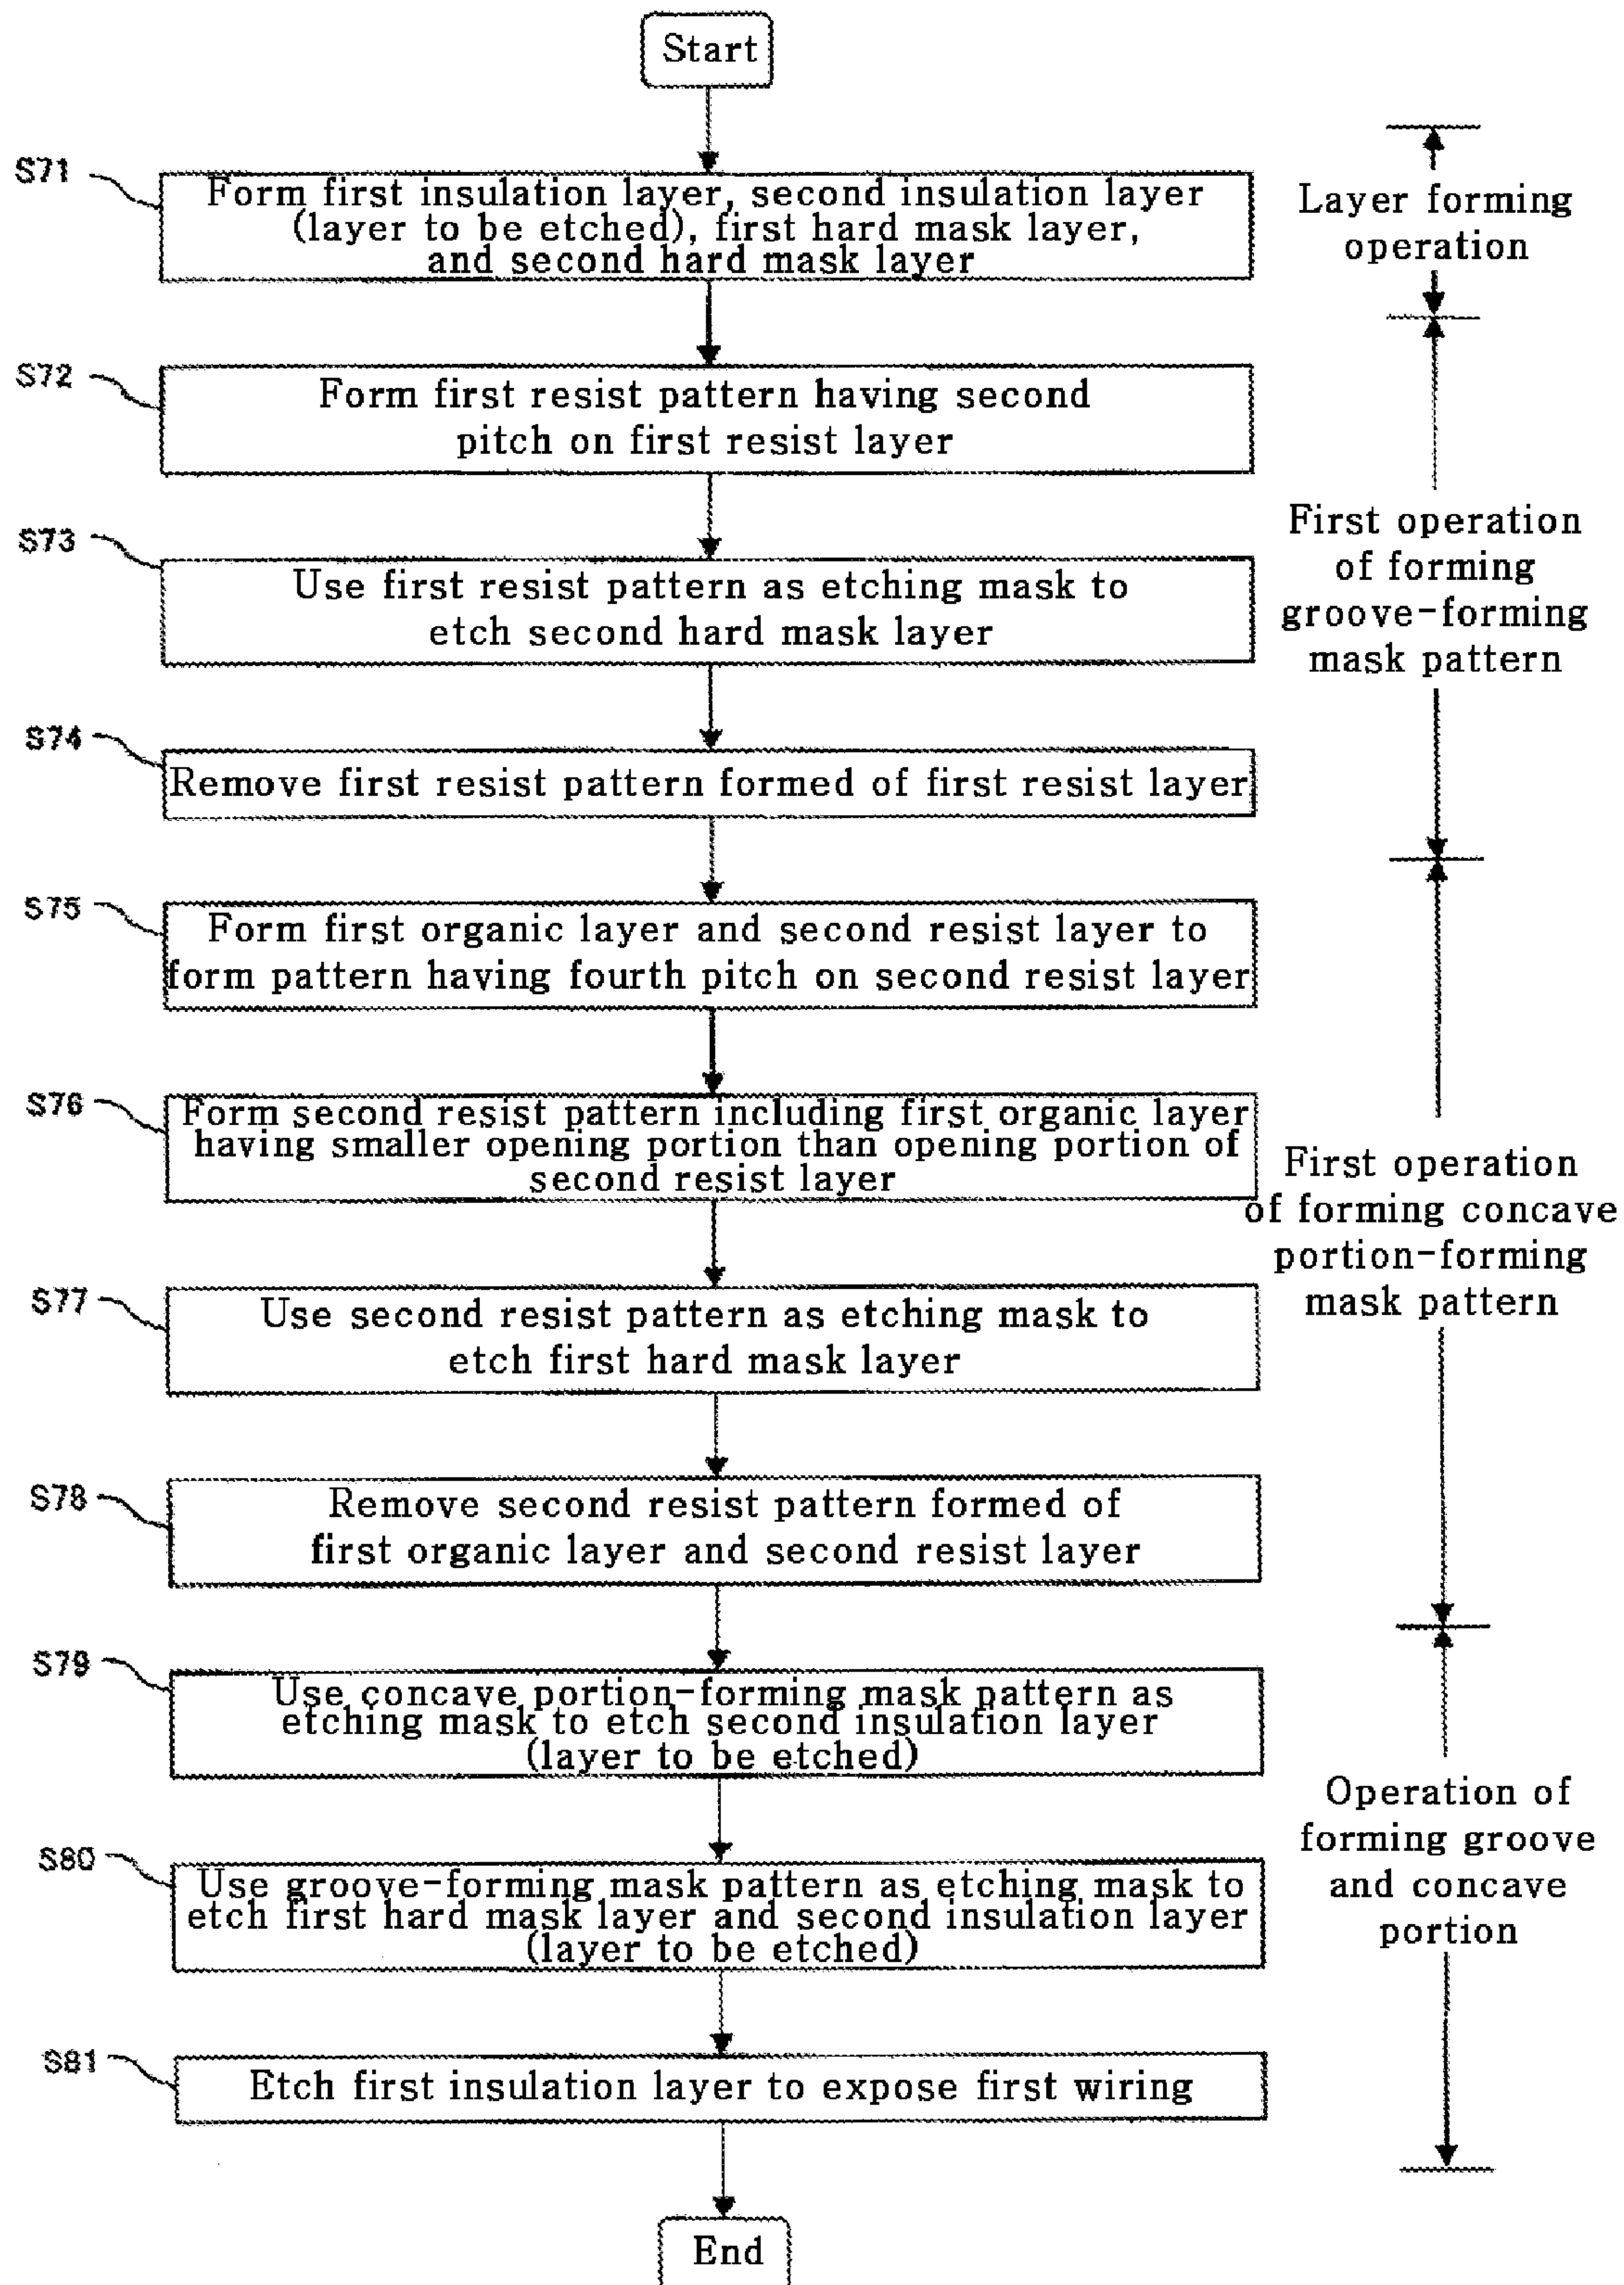 Start
S71
Form first insulation layer, second insulation layer
(layer to be etched), first hard mask layer,
and second hard mask layer
Layer forming
operation
S72
Form first resist pattern having second
pitch on first resist layer
S73
Use first resist pattern as etching mask to
etch second hard mask layer
First operation
of forming
groove-forming
mask pattern
S74
Remove first resist pattern formed of first resist layer
S75
Form first organic layer and second resist layer to
form pattern having fourth pitch on second resist layer
S76
Form second resist pattern including first organic layer
having smaller opening portion than opening portion of
second resist layer
First operation
of forming concave
portion-forming
mask pattern
S77
Use second resist pattern as etching mask to
etch first hard mask layer
S78
Remove second resist pattern formed of
first organic layer and second resist layer
S79
Use concave portion-forming mask pattern as
etching mask to etch second insulation layer
(layer to be etched)
Operation of
forming groove
and concave
portion
S80
Use groove-forming mask pattern as etching mask to
etch first hard mask layer and second insulation layer
(layer to be etched)
S81
Etch first insulation layer to expose first wiring
End